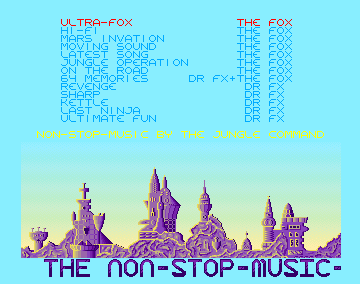 ULTRA-FOX THE FOX
HI-FI THE FOX
MARS INVATION THE FOX
MOVING SOUND THE FOX
LATEST SONG THE FOX
JUNGLE OPERATION THE FOX
ON THE ROAD THE FOX
64 MEMORIES DR FX+THE FOX
REVENGE DR FX
SHARP DR FX
KETTLE DR FX
LAST NINJA DR FX
ULTIMATE FUN DR FX
NON-STOP-MUSIC BY THE JUNGLE COMMAND
THE NON-STOP-MUSIC-